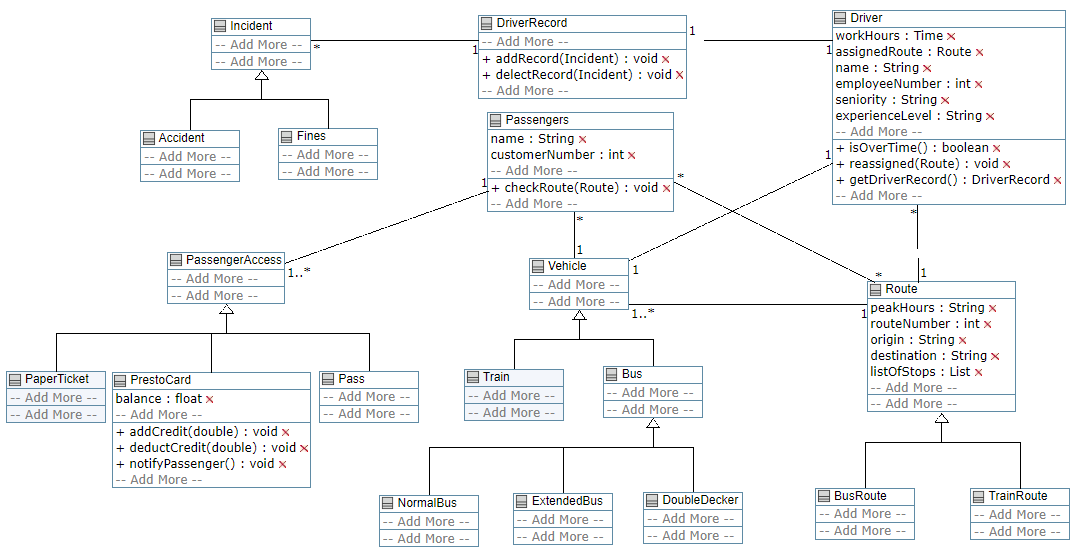 Incident
-- Add More --
-- Add More --
*
1
DriverRecord
-- Add More --
+ addRecord(Incident) : void ×
+ delectRecord(Incident) : void ×
-- Add More --
1
1
Driver
workHours : Time ×
assignedRoute : Route ×
name : String ×
employeeNumber : int ×
seniority : String ×
experienceLevel : String ×
-- Add More --
+ isOverTime() : boolean ×
+ reassigned(Route) : void ×
+ getDriverRecord() : DriverRecord ×
-- Add More --
Accident
-- Add More --
-- Add More --
Fines
-- Add More --
-- Add More --
Passengers
name : String ×
customerNumber : int ×
-- Add More --
+ checkRoute(Route) : void ×
-- Add More --
1
*
*
1
*
PassengerAccess
-- Add More --
-- Add More --
1..*
1
Vehicle
-- Add More --
-- Add More --
1
1..*
*
1
1
Route
peakHours : String ×
routeNumber : int ×
origin : String ×
destination : String ×
listOfStops : List ×
-- Add More --
-- Add More --
PaperTicket
-- Add More --
-- Add More --
PrestoCard
balance : float ×
-- Add More --
+ addCredit(double) : void ×
+ deductCredit(double) : void ×
+ notifyPassenger() : void ×
-- Add More --
Pass
-- Add More --
-- Add More --
Train
-- Add More --
-- Add More --
Bus
-- Add More --
-- Add More --
NormalBus
-- Add More --
-- Add More --
ExtendedBus
-- Add More --
-- Add More --
DoubleDecker
-- Add More --
-- Add More --
BusRoute
-- Add More --
-- Add More --
TrainRoute
-- Add More --
-- Add More --